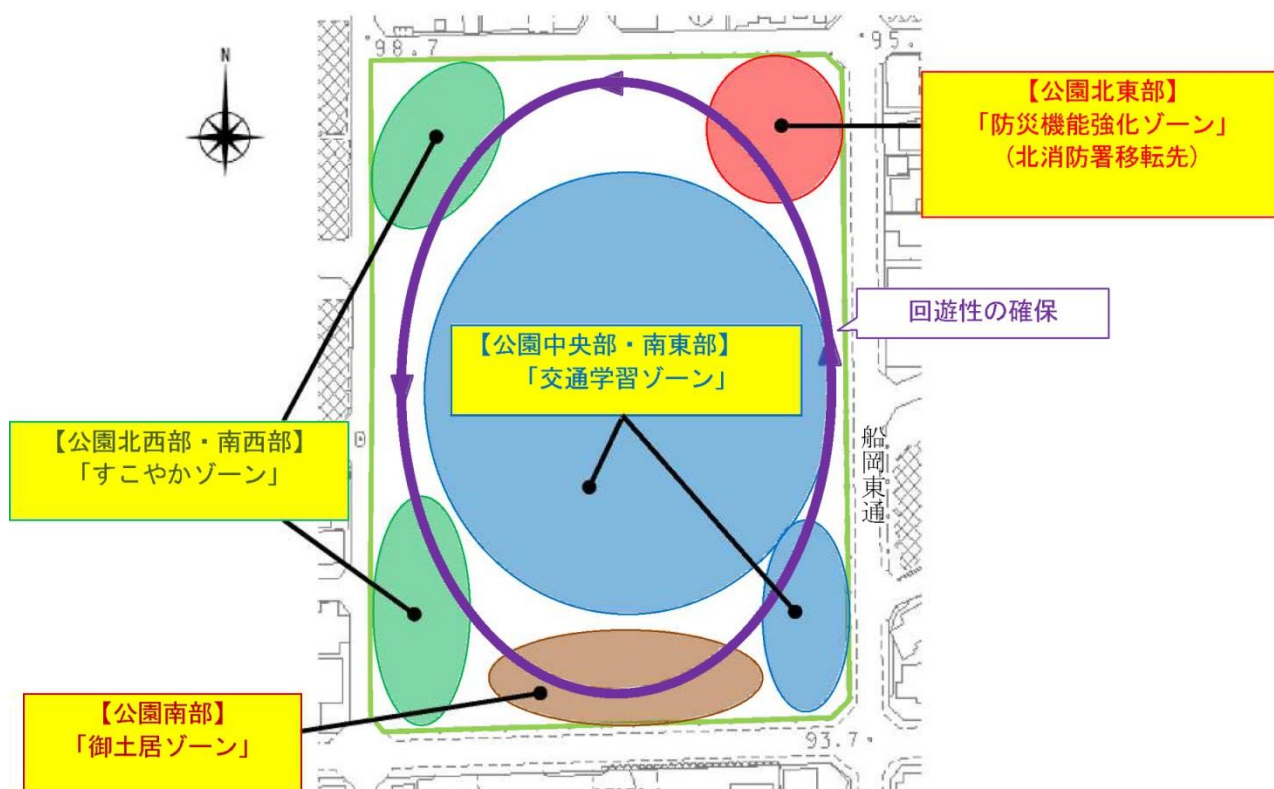 98.7
95.
N
【公園北東部】
「防災機能強化ゾーン」
（北消防署移転先）
回遊性の確保
【公園中央部・南東部】
「交通学習ゾーン」
【公園北西部・南西部】
「すこやかゾーン」
船岡東通
【公園南部】
「御土居ゾーン」
93.7